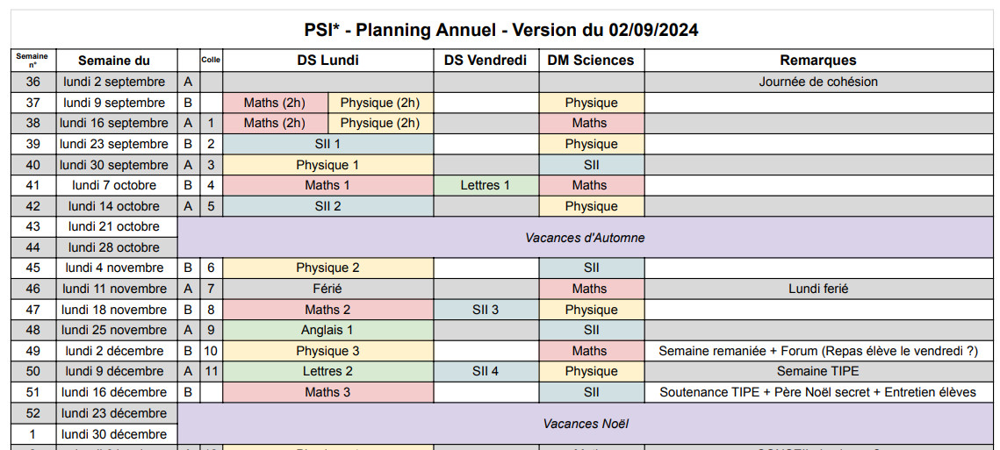 PSI* - Planning Annuel - Version du 02/09/2024
Semaine n° Semaine du Colle DS Lundi DS Vendredi DM Sciences Remarques
36 lundi 2 septembre A Journée de cohésion
37 lundi 9 septembre B Maths (2h) Physique (2h) Physique
38 lundi 16 septembre A 1 Maths (2h) Physique (2h) Maths
39 lundi 23 septembre B 2 SII 1 Physique
40 lundi 30 septembre A 3 Physique 1 SII
41 lundi 7 octobre B 4 Maths 1 Lettres 1 Maths
42 lundi 14 octobre A 5 SII 2 Physique
43 lundi 21 octobre
Vacances d'Automne
44 lundi 28 octobre
45 lundi 4 novembre B 6 Physique 2 SII
46 lundi 11 novembre A 7 Férié Maths Lundi ferié
47 lundi 18 novembre B 8 Maths 2 SII 3 Physique
48 lundi 25 novembre A 9 Anglais 1 SII
49 lundi 2 décembre B 10 Physique 3 Maths Semaine remaniée + Forum (Repas élève le vendredi ?)
50 lundi 9 décembre A 11 Lettres 2 SII 4 Physique Semaine TIPE
51 lundi 16 décembre B Maths 3 SII Soutenance TIPE + Père Noël secret + Entretien élèves
52 lundi 23 décembre
Vacances Noël
1 lundi 30 décembre